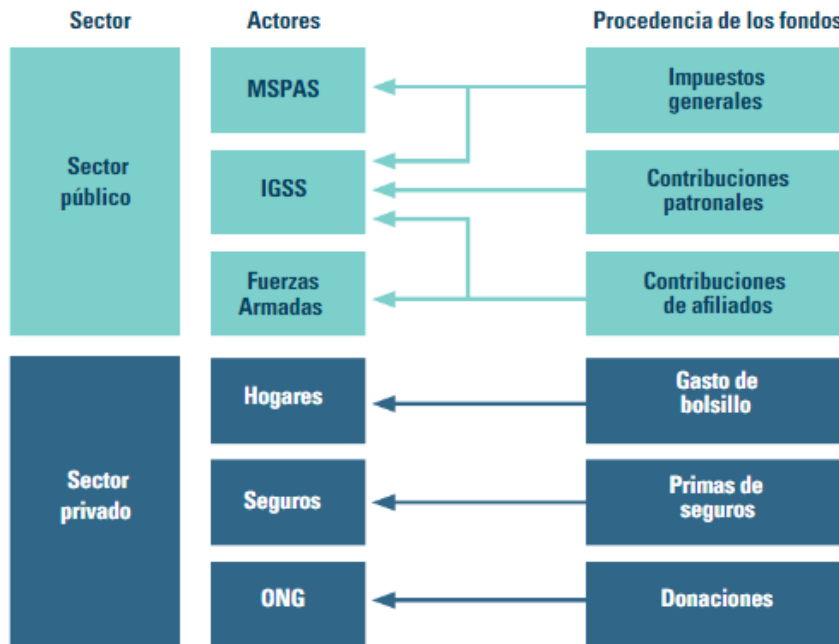 Sector
Actores
Procedencia de los fondos
Sector
público
MSPAS
Impuestos
generales
IGSS
Contribuciones
patronales
Fuerzas
Armadas
Contribuciones
de afiliados
Sector
privado
Hogares
Gasto de
bolsillo
Seguros
Primas de
seguros
ONG
Donaciones